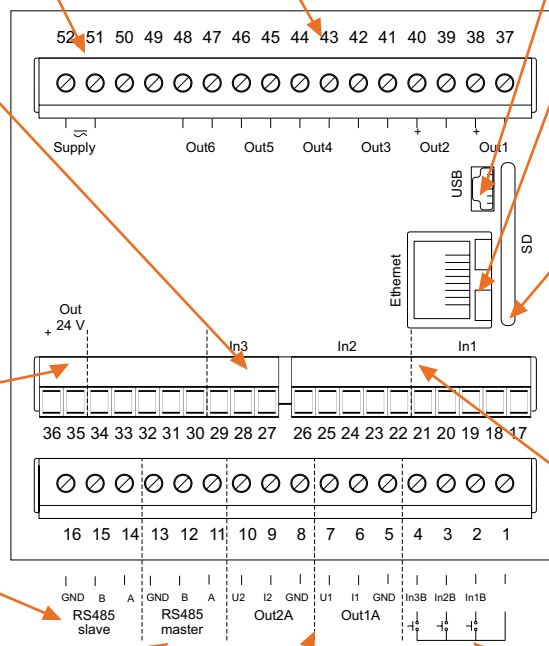 52 51 50 49 48 47 46 45 44 43 42 41 40 39 38 37
+ +
Supply Out6 Out5 Out4 Out3 Out2 Out1
USB
SD
Ethernet
Out
+ 24 V
In3 In2 In1
36 35 34 33 32 31 30 29 28 27 26 25 24 23 22 21 20 19 18 17
16 15 14 13 12 11 10 9 8 7 6 5 4 3 2 1
GND B A GND B A U2 I2 GND U1 I1 GND In3B In2B In1B
RS485 RS485 Out2A Out1A
slave master